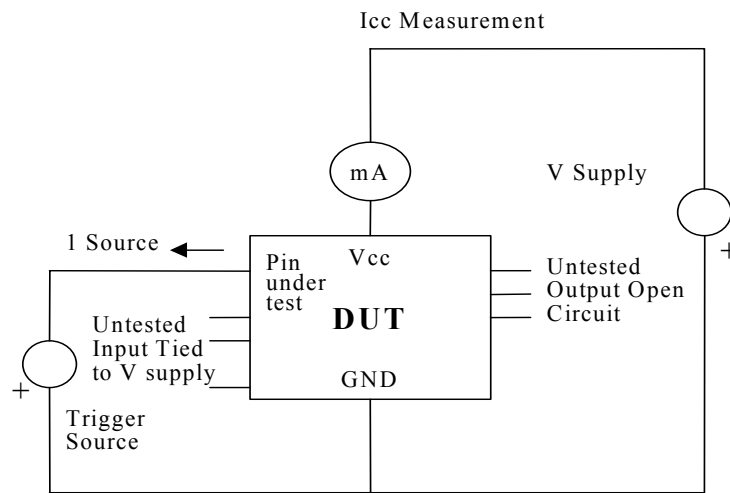 Icc Measurement
mA
V Supply
1 Source
Vcc
Pin
under
test
DUT
GND
Untested
Input Tied
to V supply
Untested
Output Open
Circuit
+
Trigger
Source
+